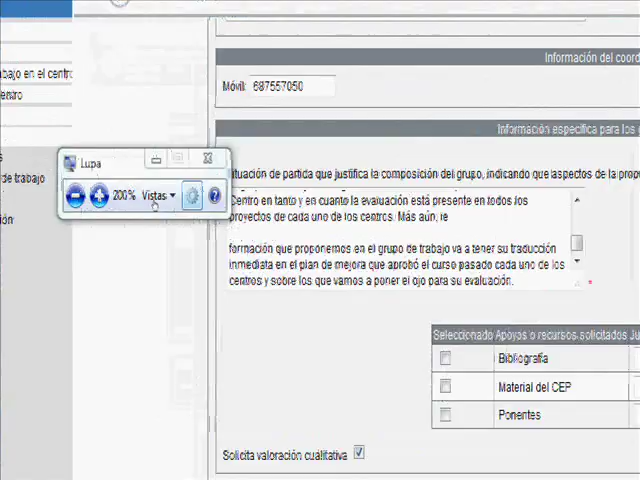 Información del coord
abajo en el centro
entro
Móvil: 687557050
Información específica para los
Lupa
s
de trabajo
ituación de partida que justifica la composición del grupo, indicando que aspectos de la propu
200% Vistas
Centro en tanto y en cuanto la evaluación está presente en todos los
proyectos de cada uno de los centros. Más aún, le
ión
formación que proponemos en el grupo de trabajo va a tener su traducción
inmediata en el plan de mejora que aprobó el curso pasado cada uno de los
centros y sobre los que vamos a poner el ojo para su evaluación.
*
Seleccionado Apoyos o recursos solicitados Ju
Bibliografía
Material del CEP
Ponentes
Solicita valoración cualitativa